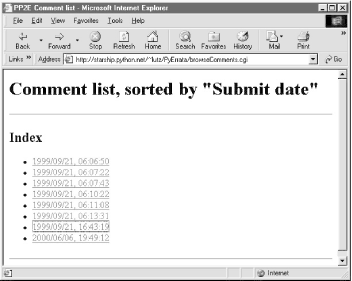 PP2E Comment list - Microsoft Internet Explorer
File Edit View Favorites Tools Help
Back Forward Stop Refresh Home Search Favorites History Mail Print
Links » Address http://starship.python.net/~lutz/PyErrata/browseComments.cgi Go
Comment list, sorted by "Submit date"
Index
1999/09/21, 06:06:50
1999/09/21, 06:07:22
1999/09/21, 06:07:43
1999/09/21, 06:10:22
1999/09/21, 06:11:08
1999/09/21, 06:13:31
1999/09/21, 16:43:19
2000/06/06, 19:49:12
Internet